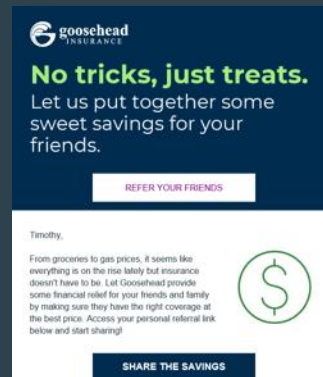 goosehead
INSURANCE
No tricks, just treats.
Let us put together some
sweet savings for your
friends.
REFER YOUR FRIENDS
Timothy,
From groceries to gas prices, it seems like
everything is on the rise lately but insurance
doesn't have to be. Let Goosehead provide
some financial relief for your friends and family
by making sure they have the right coverage at
the best price. Access your personal referral link
below and start sharing!
$
SHARE THE SAVINGS